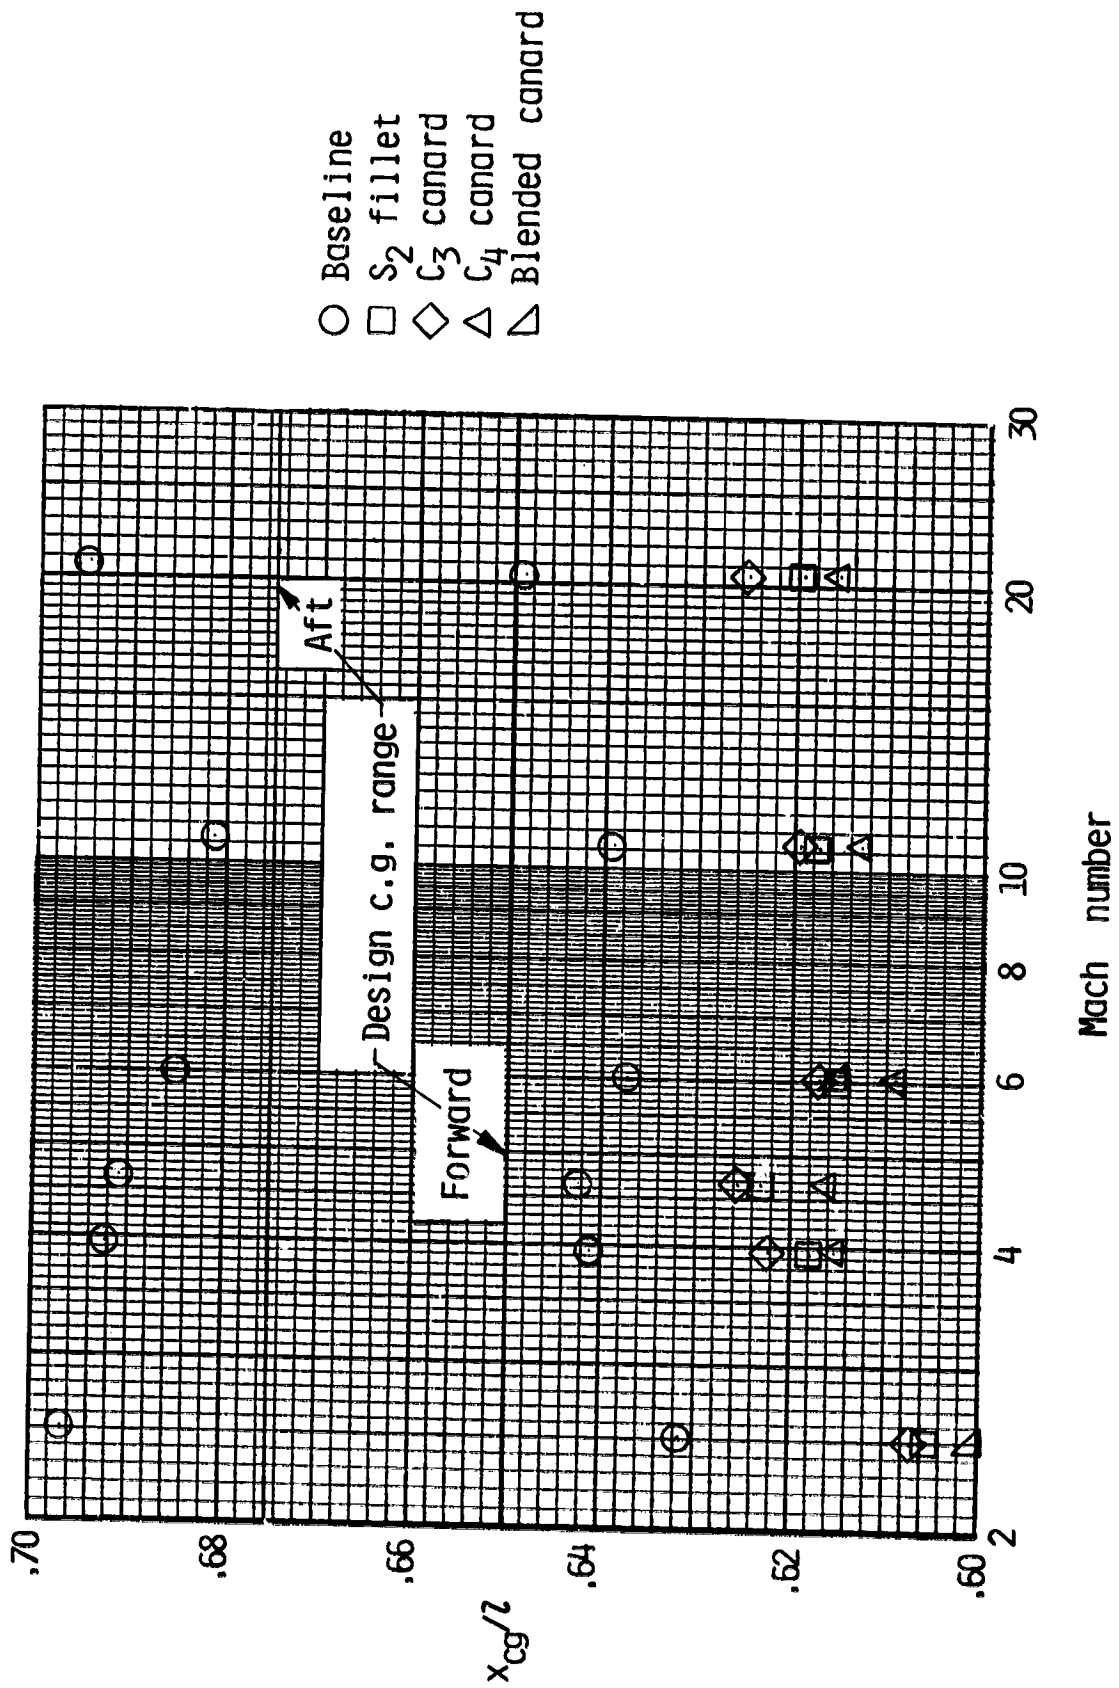 ○ Baseline
□ S2 fillet
◇ C3 canard
△ C4 canard
◺ Blended canard
.70
.68
.66
.64
.62
.60
xcg/l
Aft
Design c.g. range
Forward
2
4
6
8
10
20
30
Mach number